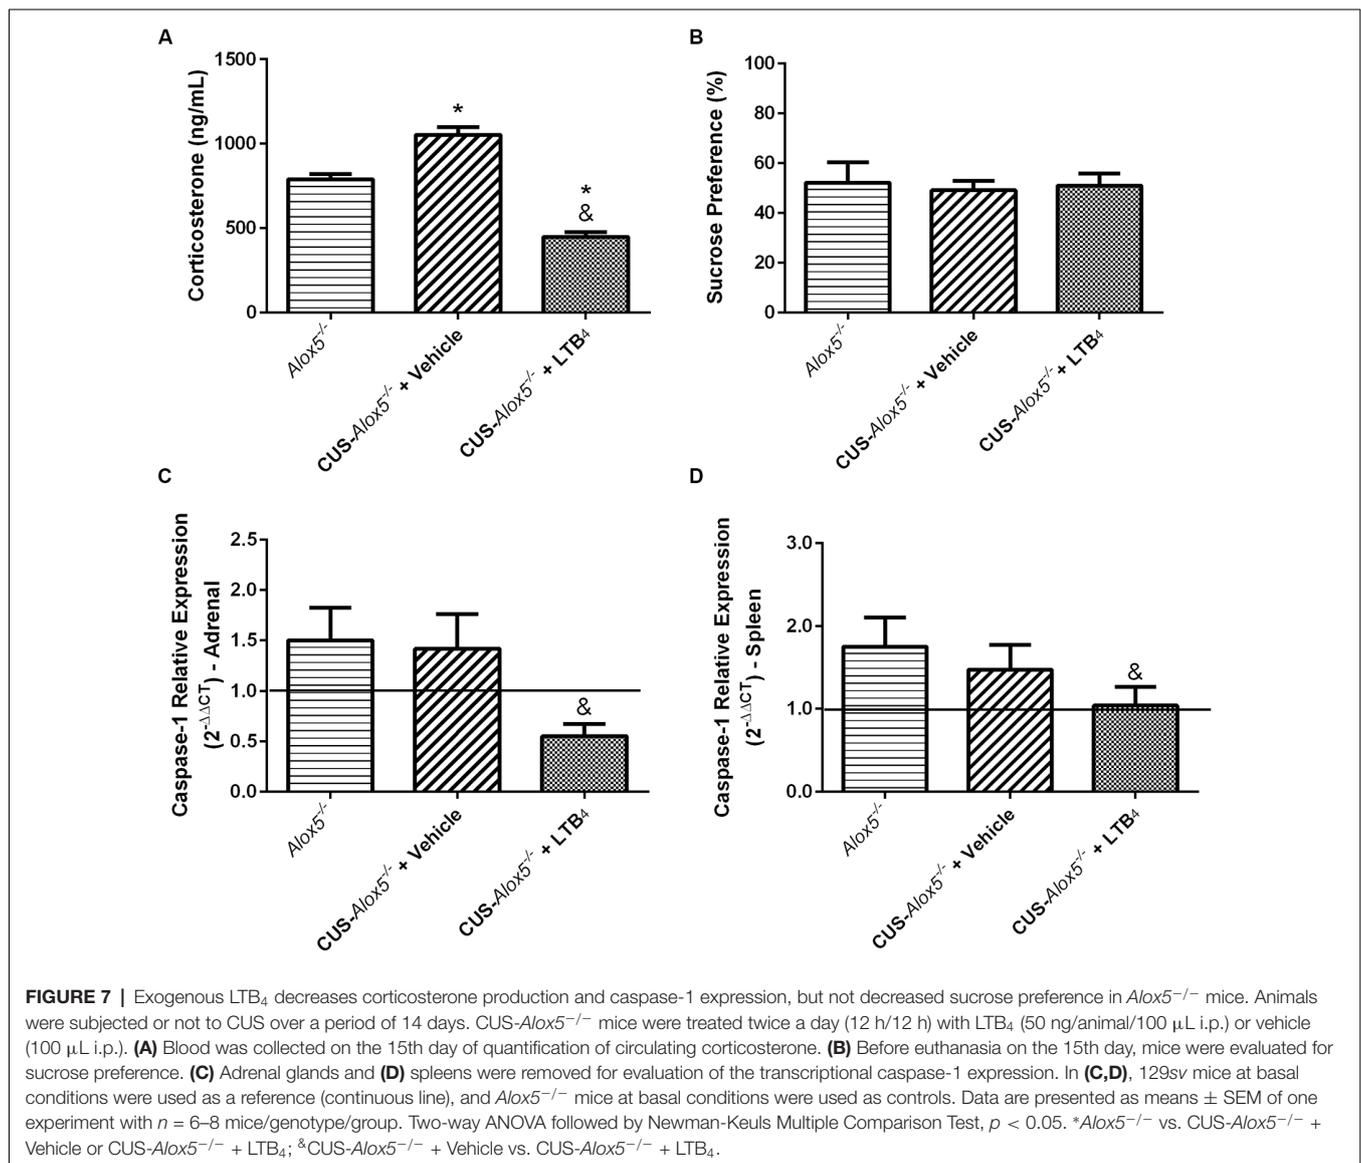 A
Corticosterone (ng/mL)
1500
1000
500
0
*
*
&
Alox5-/-
CUS-Alox5-/- + Vehicle
CUS-Alox5-/- + LTB4
B
Sucrose Preference (%)
100
80
60
40
20
0
Alox5-/-
CUS-Alox5-/- + Vehicle
CUS-Alox5-/- + LTB4
C
Caspase-1 Relative Expression
(2-ΔΔCT) - Adrenal
2.5
2.0
1.5
1.0
0.5
0.0
&
Alox5-/-
CUS-Alox5-/- + Vehicle
CUS-Alox5-/- + LTB4
D
Caspase-1 Relative Expression
(2-ΔΔCT) - Spleen
3.0
2.0
1.0
0.0
&
Alox5-/-
CUS-Alox5-/- + Vehicle
CUS-Alox5-/- + LTB4
FIGURE 7 | Exogenous LTB4 decreases corticosterone production and caspase-1 expression, but not decreased sucrose preference in Alox5−/− mice. Animals
were subjected or not to CUS over a period of 14 days. CUS-Alox5−/− mice were treated twice a day (12 h/12 h) with LTB4 (50 ng/animal/100 μL i.p.) or vehicle
(100 μL i.p.). (A) Blood was collected on the 15th day of quantification of circulating corticosterone. (B) Before euthanasia on the 15th day, mice were evaluated for
sucrose preference. (C) Adrenal glands and (D) spleens were removed for evaluation of the transcriptional caspase-1 expression. In (C,D), 129sv mice at basal
conditions were used as a reference (continuous line), and Alox5−/− mice at basal conditions were used as controls. Data are presented as means ± SEM of one
experiment with n = 6–8 mice/genotype/group. Two-way ANOVA followed by Newman-Keuls Multiple Comparison Test, p < 0.05. *Alox5−/− vs. CUS-Alox5−/− +
Vehicle or CUS-Alox5−/− + LTB4; &CUS-Alox5−/− + Vehicle vs. CUS-Alox5−/− + LTB4.